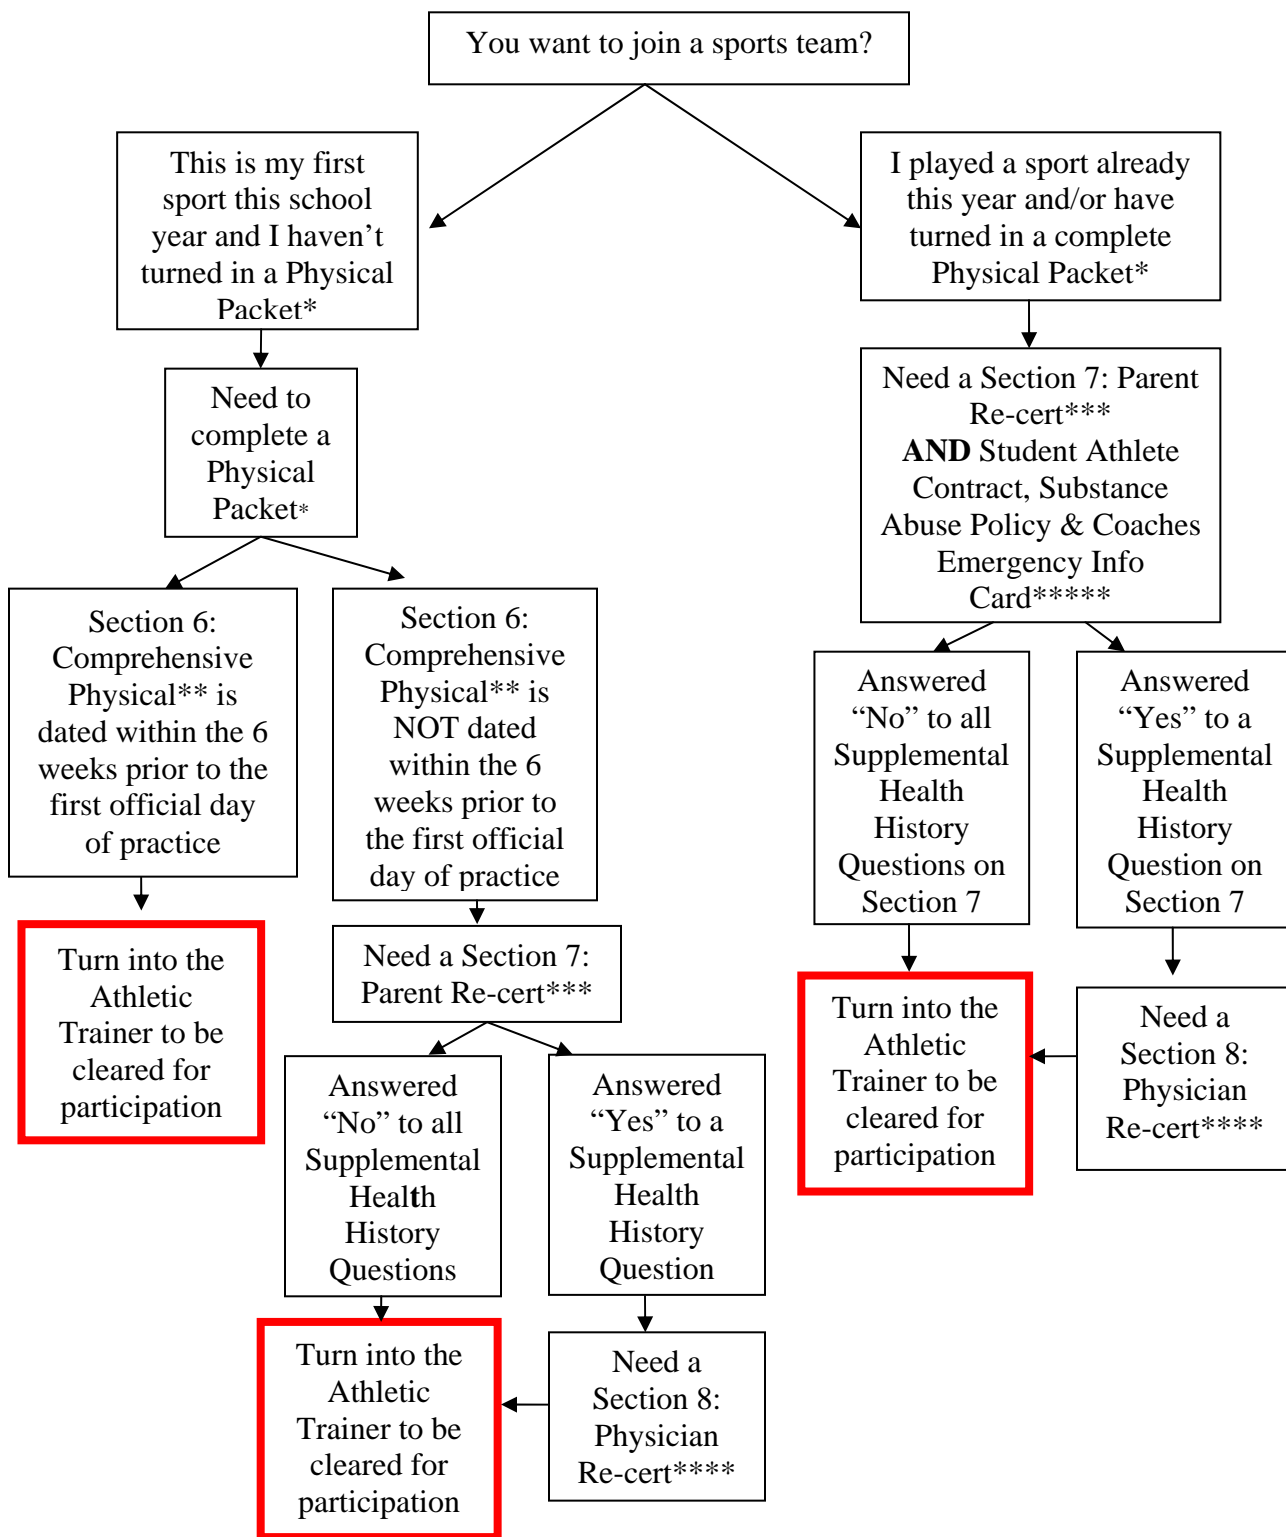 You want to join a sports team?
This is my first
sport this school
year and I haven't
turned in a Physical
Packet*
I played a sport already
this year and/or have
turned in a complete
Physical Packet*
Need to
complete a
Physical
Packet*
Need a Section 7: Parent
Re-cert***
AND Student Athlete
Contract, Substance
Abuse Policy & Coaches
Emergency Info
Card*****
Section 6:
Comprehensive
Physical** is
dated within the 6
weeks prior to the
first official day
of practice
Section 6:
Comprehensive
Physical** is
NOT dated
within the 6
weeks prior to
the first official
day of practice
Answered
“No” to all
Supplemental
Health
History
Questions on
Section 7
Answered
“Yes” to a
Supplemental
Health
History
Question on
Section 7
Turn into the
Athletic
Trainer to be
cleared for
participation
Need a Section 7:
Parent Re-cert***
Turn into the
Athletic
Trainer to be
cleared for
participation
Need a
Section 8:
Physician
Re-cert****
Answered
“No” to all
Supplemental
Health
History
Questions
Answered
“Yes” to a
Supplemental
Health
History
Question
Turn into the
Athletic
Trainer to be
cleared for
participation
Need a
Section 8:
Physician
Re-cert****